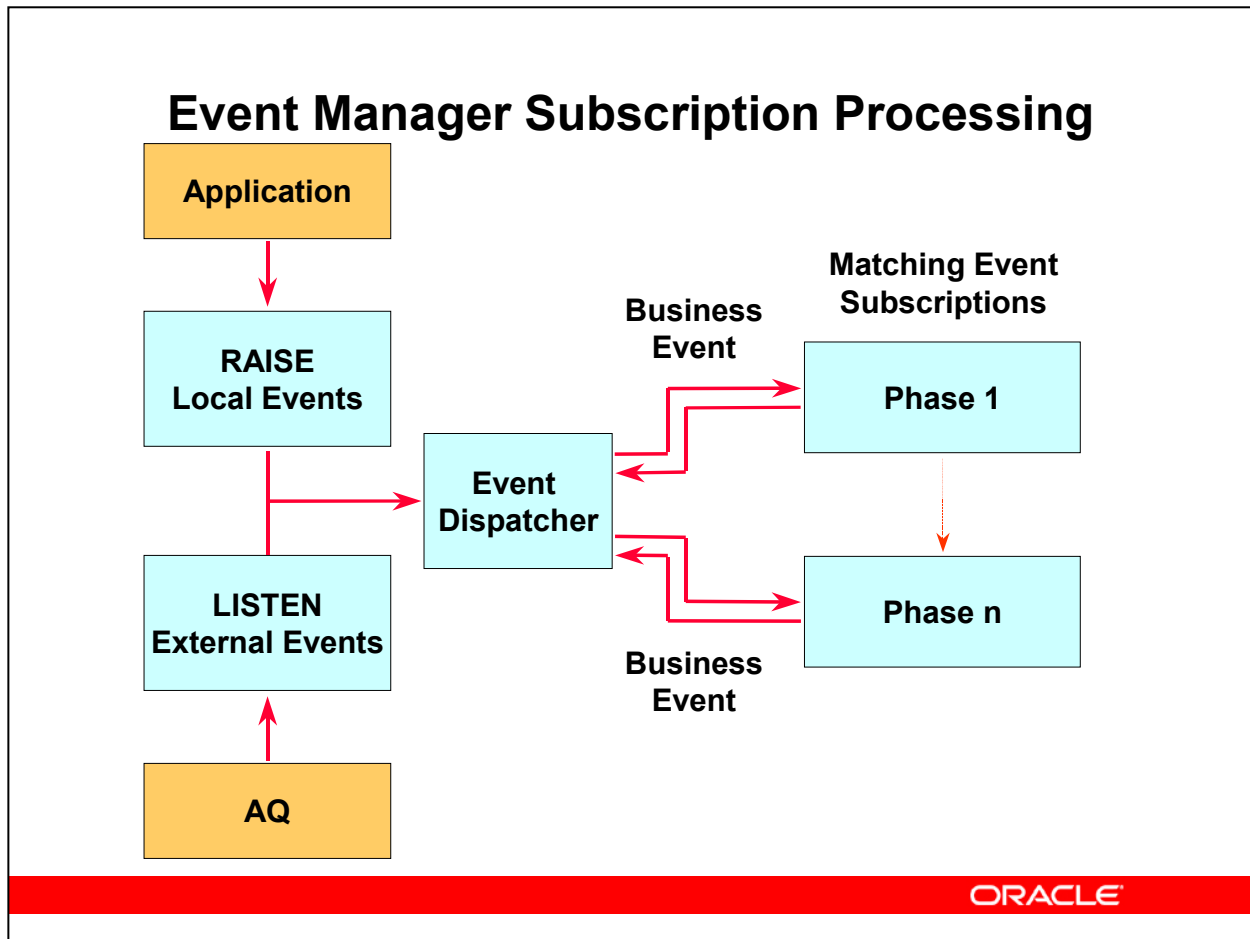 Event Manager Subscription Processing
Application
RAISE
Local Events
LISTEN
External Events
AQ
Event
Dispatcher
Business
Event
Matching Event
Subscriptions
Phase 1
Phase n
Business
Event
ORACLE